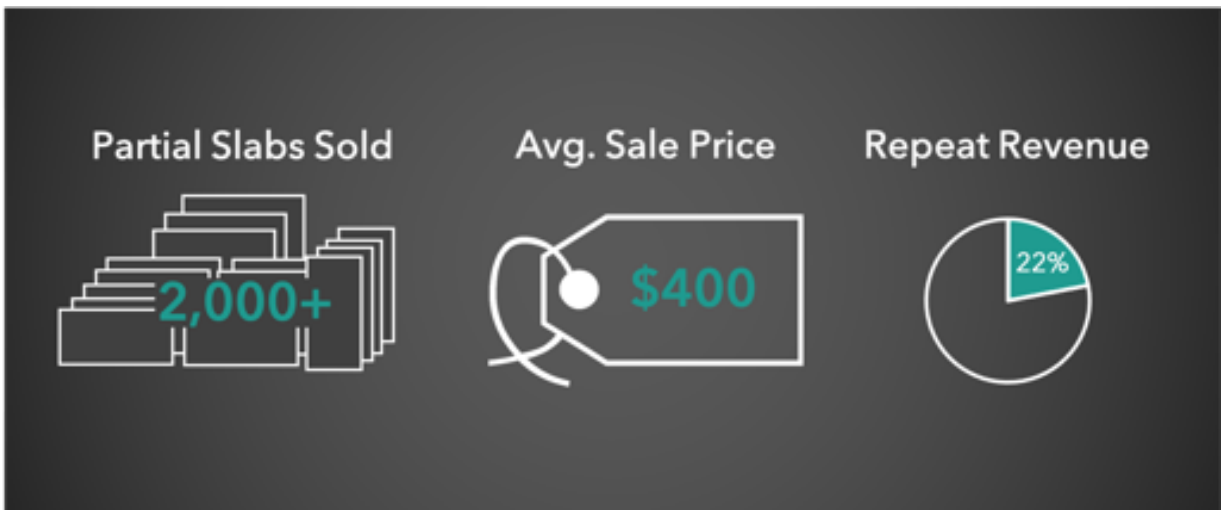 Partial Slabs Sold
2,000+
Avg. Sale Price
$400
Repeat Revenue
22%